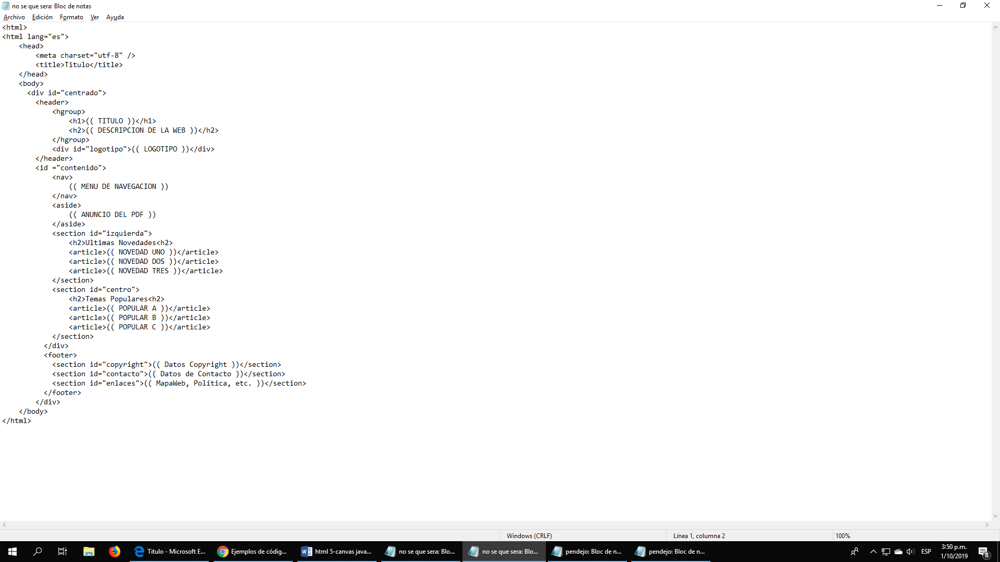 no se que sera: Bloc de notas
Archivo Edición Formato Ver Ayuda
<html>
<html lang="es">
    <head>
        <meta charset="utf-8" />
        <title>Titulo</title>
    </head>
    <body>
      <div id="centrado">
        <header>
            <hgroup>
                <h1>(( TITULO ))</h1>
                <h2>(( DESCRIPCION DE LA WEB ))</h2>
            </hgroup>
            <div id="logotipo">(( LOGOTIPO ))</div>
        </header>
        <id ="contenido">
            <nav>
                (( MENU DE NAVEGACION ))
            </nav>
            <aside>
                (( ANUNCIO DEL PDF ))
            </aside>
            <section id="izquierda">
                <h2>Ultimas Novedades<h2>
                <article>(( NOVEDAD UNO ))</article>
                <article>(( NOVEDAD DOS ))</article>
                <article>(( NOVEDAD TRES ))</article>
            </section>
            <section id="centro">
                <h2>Temas Populares<h2>
                <article>(( POPULAR A ))</article>
                <article>(( POPULAR B ))</article>
                <article>(( POPULAR C ))</article>
            </section>
          </div>
          <footer>
            <section id="copyright">(( Datos Copyright ))</section>
            <section id="contacto">(( Datos de Contacto ))</section>
            <section id="enlaces">(( MapaWeb, Política, etc. ))</section>
          </footer>
        </div>
    </body>
</html>
Windows (CRLF) Línea 1, columna 2 100%
Titulo - Microsoft E... Ejemplos de códig... html 5-canvas java... no se que sera: Blo... no se que sera: Blo... pendejo: Bloc de n... pendejo: Bloc de n... ESP 3:50 p.m.
1/10/2019 8